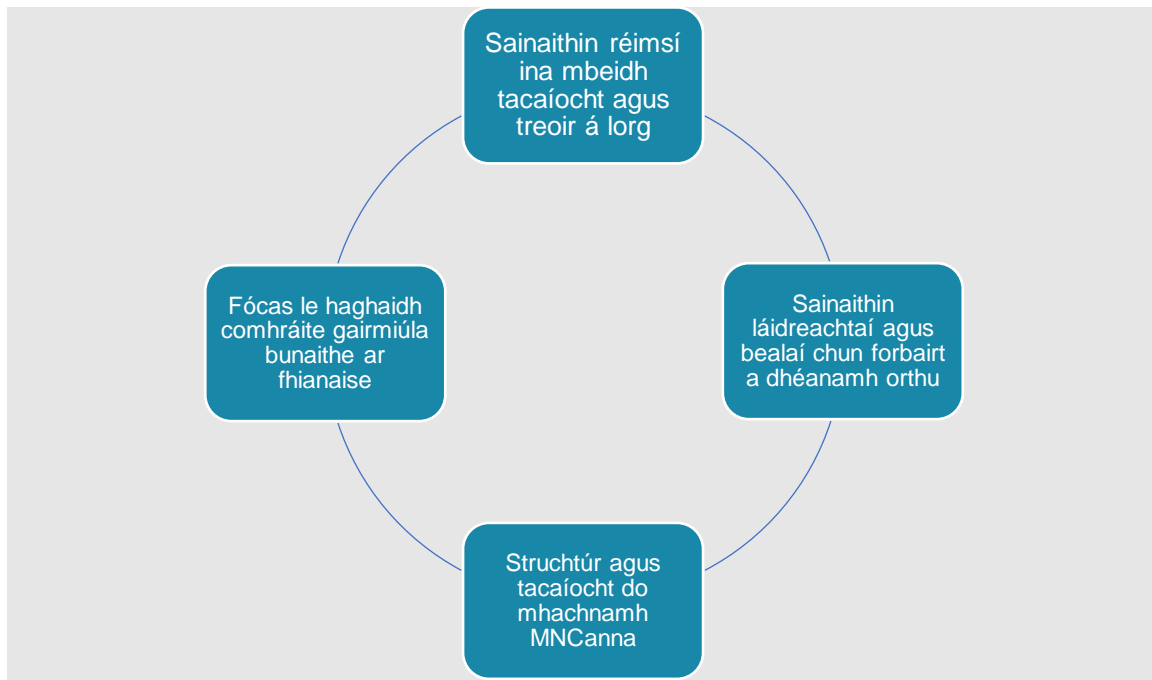 Sainaithin réimsí
ina mbeidh
tacaíocht agus
treoir á lorg
Sainaithin
láidreachtaí agus
bealaí chun forbairt
a dhéanamh orthu
Struchtúr agus
tacaíocht do
mhachnamh
MNCanna
Fócas le haghaidh
comhráite gairmiúla
bunaithe ar
fhianaise